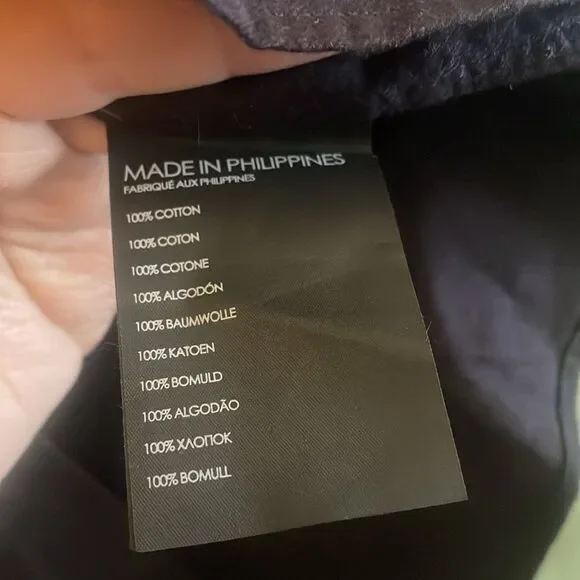 MADE IN PHILIPPINES
FABRIQUÉ AUX PHILIPPINES
100% COTTON
100% COTON
100% COTONE
100% ALGODÓN
100% BAUMWOLLE
100% KATOEN
100% BOMULD
100% ALGODÃO
100% ХЛОПОК
100% BOMULL